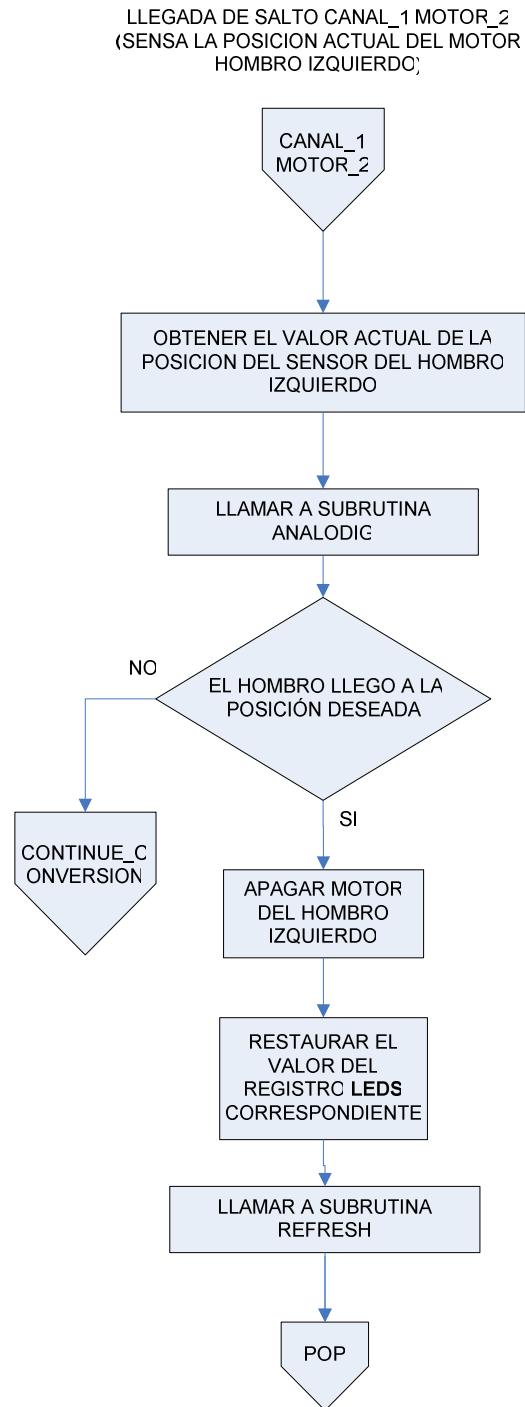 LLEGADA DE SALTO CANAL_1 MOTOR_2
(SENSA LA POSICION ACTUAL DEL MOTOR
HOMBRO IZQUIERDO)
CANAL_1
MOTOR_2
OBTENER EL VALOR ACTUAL DE LA
POSICION DEL SENSOR DEL HOMBRO
IZQUIERDO
LLAMAR A SUBRUTINA
ANALODIG
NO
EL HOMBRO LLEGO A LA
POSICIÓN DESEADA
SI
CONTINUE_C
ONVERSION
APAGAR MOTOR
DEL HOMBRO
IZQUIERDO
RESTAURAR EL
VALOR DEL
REGISTRO LEDS
CORRESPONDIENTE
LLAMAR A SUBRUTINA
REFRESH
POP